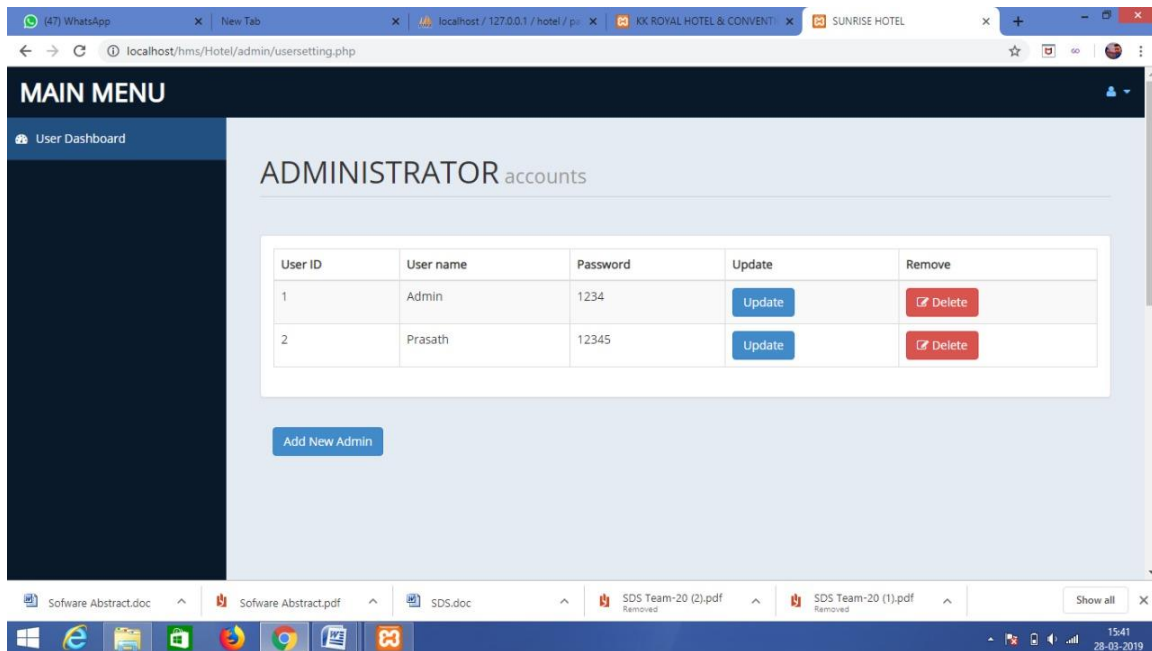 (47) WhatsApp
New Tab
localhost / 127.0.0.1 / hotel /
KK ROYAL HOTEL & CONVENTI
SUNRISE HOTEL
localhost/hms/Hotel/admin/usersetting.php
MAIN MENU
User Dashboard
ADMINISTRATOR accounts
User ID User name Password Update Remove
1 Admin 1234 Update Delete
2 Prasath 12345 Update Delete
Add New Admin
Sofware Abstract.doc
Sofware Abstract.pdf
SDS.doc
SDS Team-20 (2).pdf
Removed
SDS Team-20 (1).pdf
Removed
Show all
15:41
28-03-2019